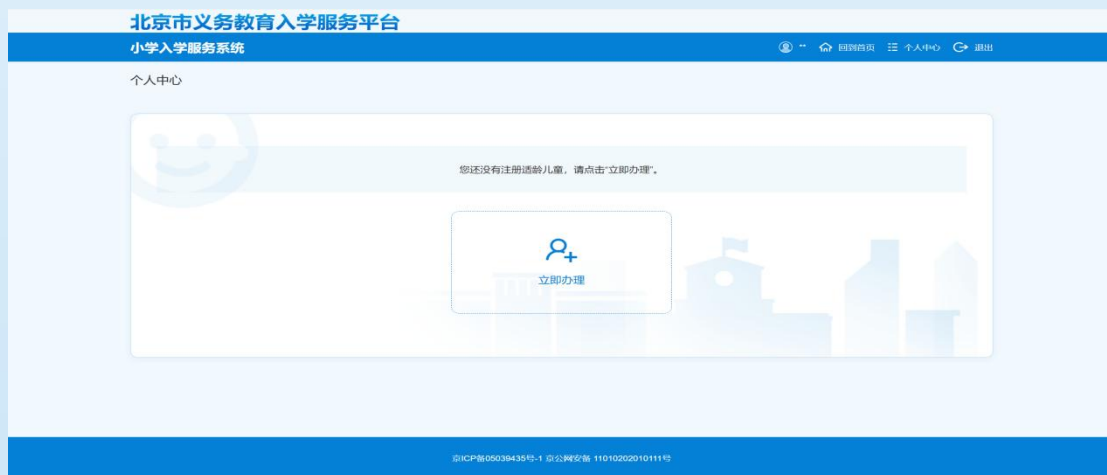 北京市义务教育入学服务平台
小学入学服务系统
** 回到首页 个人中心 退出
个人中心
您还没有注册适龄儿童，请点击“立即办理”。
立即办理
京ICP备05039435号-1 京公网安备 11010202010111号